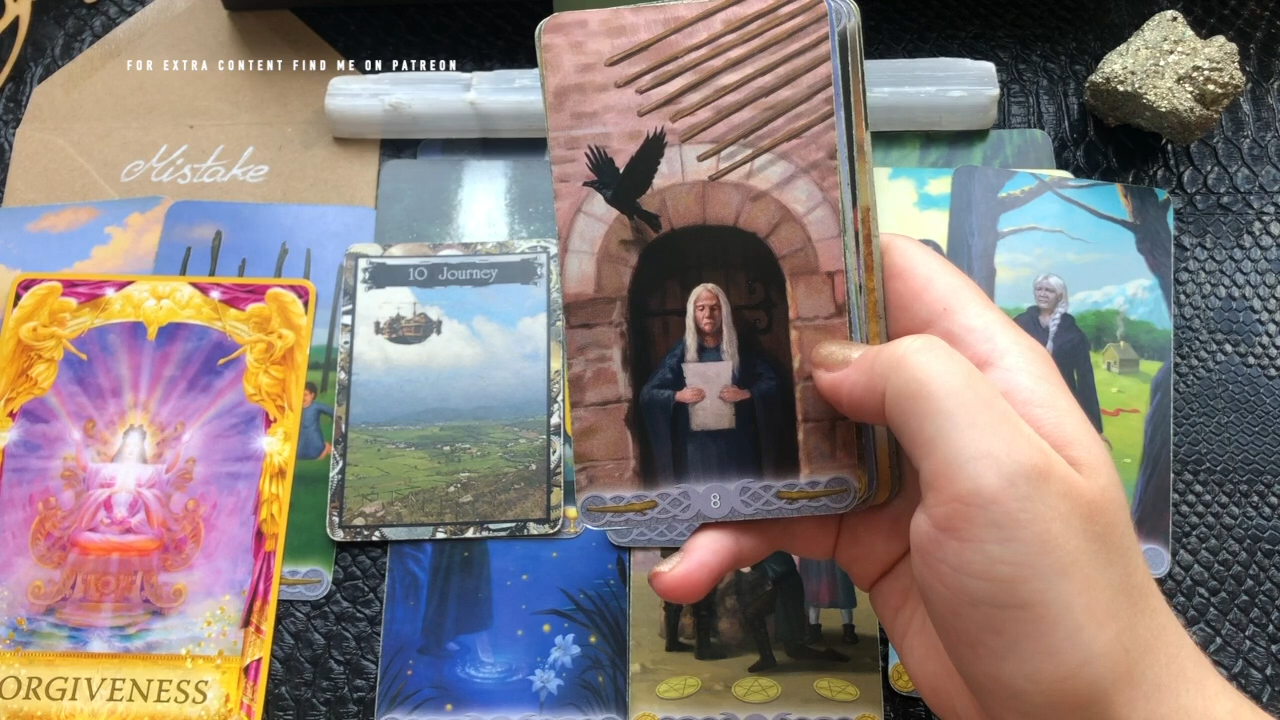 FOR EXTRA CONTENT FIND ME ON PATREON
Mistake
10 Journey
8
ORGIVENESS